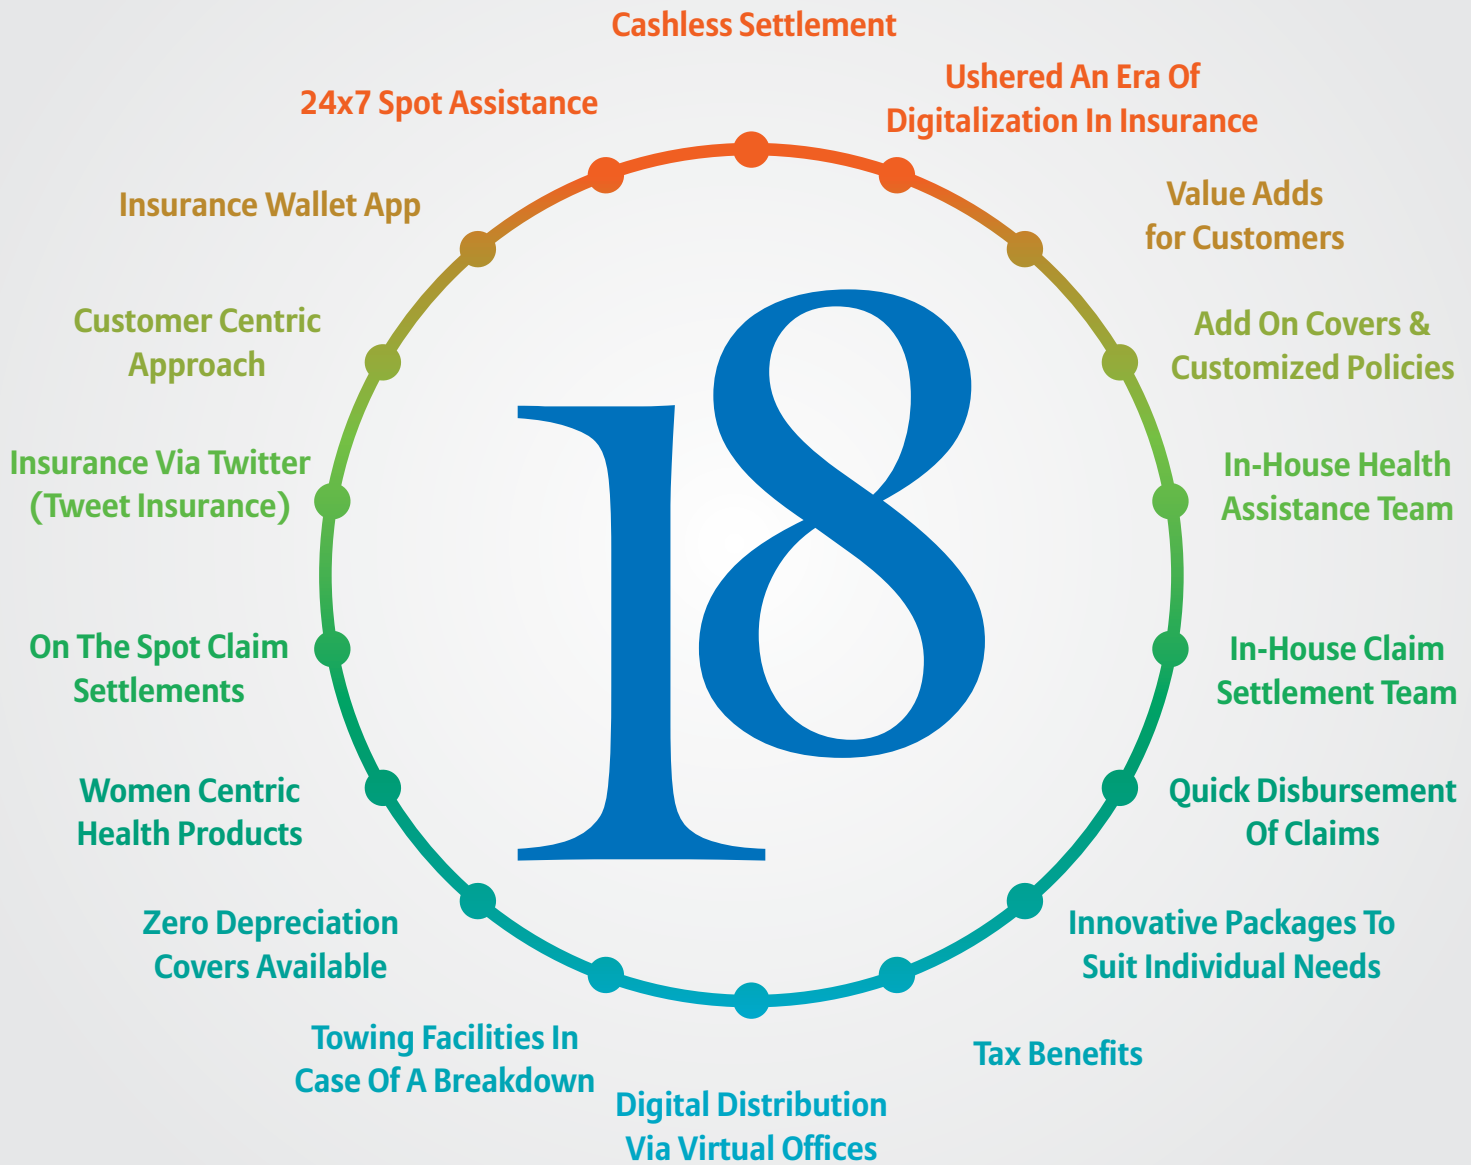 Cashless Settlement
Ushered An Era Of
Digitalization In Insurance
Value Adds
for Customers
Add On Covers &
Customized Policies
In-House Health
Assistance Team
In-House Claim
Settlement Team
Quick Disbursement
Of Claims
Innovative Packages To
Suit Individual Needs
Tax Benefits
Digital Distribution
Via Virtual Offices
Towing Facilities In
Case Of A Breakdown
Zero Depreciation
Covers Available
Women Centric
Health Products
On The Spot Claim
Settlements
Insurance Via Twitter
(Tweet Insurance)
Customer Centric
Approach
Insurance Wallet App
24x7 Spot Assistance
18